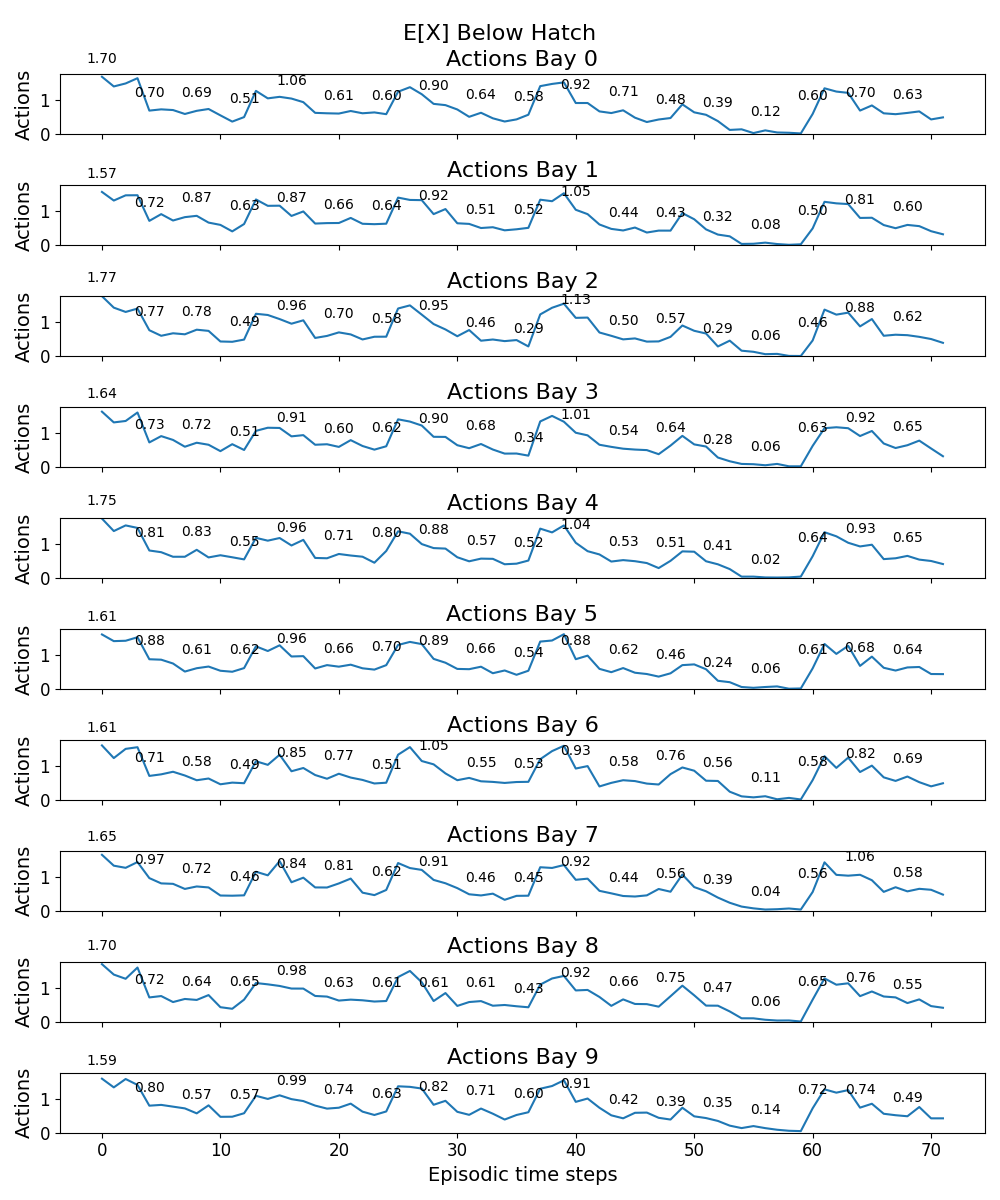 E[X] Below Hatch
Actions Bay 0
1.70 0.70 0.69 0.51 1.06 0.61 0.60 0.90 0.64 0.58 0.92 0.71 0.48 0.39 0.12 0.60 0.70 0.63
Actions
1
0
Actions Bay 1
1.57 0.72 0.87 0.63 0.87 0.66 0.64 0.92 0.51 0.52 1.05 0.44 0.43 0.32 0.08 0.50 0.81 0.60
Actions
1
0
Actions Bay 2
1.77 0.77 0.78 0.49 0.96 0.70 0.58 0.95 0.46 0.29 1.13 0.50 0.57 0.29 0.06 0.46 0.88 0.62
Actions
1
0
Actions Bay 3
1.64 0.73 0.72 0.51 0.91 0.60 0.62 0.90 0.68 0.34 1.01 0.54 0.64 0.28 0.06 0.63 0.92 0.65
Actions
1
0
Actions Bay 4
1.75 0.81 0.83 0.55 0.96 0.71 0.80 0.88 0.57 0.52 1.04 0.53 0.51 0.41 0.02 0.64 0.93 0.65
Actions
1
0
Actions Bay 5
1.61 0.88 0.61 0.62 0.96 0.66 0.70 0.89 0.66 0.54 0.88 0.62 0.46 0.24 0.06 0.61 0.68 0.64
Actions
1
0
Actions Bay 6
1.61 0.71 0.58 0.49 0.85 0.77 0.51 1.05 0.55 0.53 0.93 0.58 0.76 0.56 0.11 0.58 0.82 0.69
Actions
1
0
Actions Bay 7
1.65 0.97 0.72 0.46 0.84 0.81 0.62 0.91 0.46 0.45 0.92 0.44 0.56 0.39 0.04 0.56 1.06 0.58
Actions
1
0
Actions Bay 8
1.70 0.72 0.64 0.65 0.98 0.63 0.61 0.61 0.61 0.43 0.92 0.66 0.75 0.47 0.06 0.65 0.76 0.55
Actions
1
0
Actions Bay 9
1.59 0.80 0.57 0.57 0.99 0.74 0.63 0.82 0.71 0.60 0.91 0.42 0.39 0.35 0.14 0.72 0.74 0.49
Actions
1
0
0 10 20 30 40 50 60 70
Episodic time steps